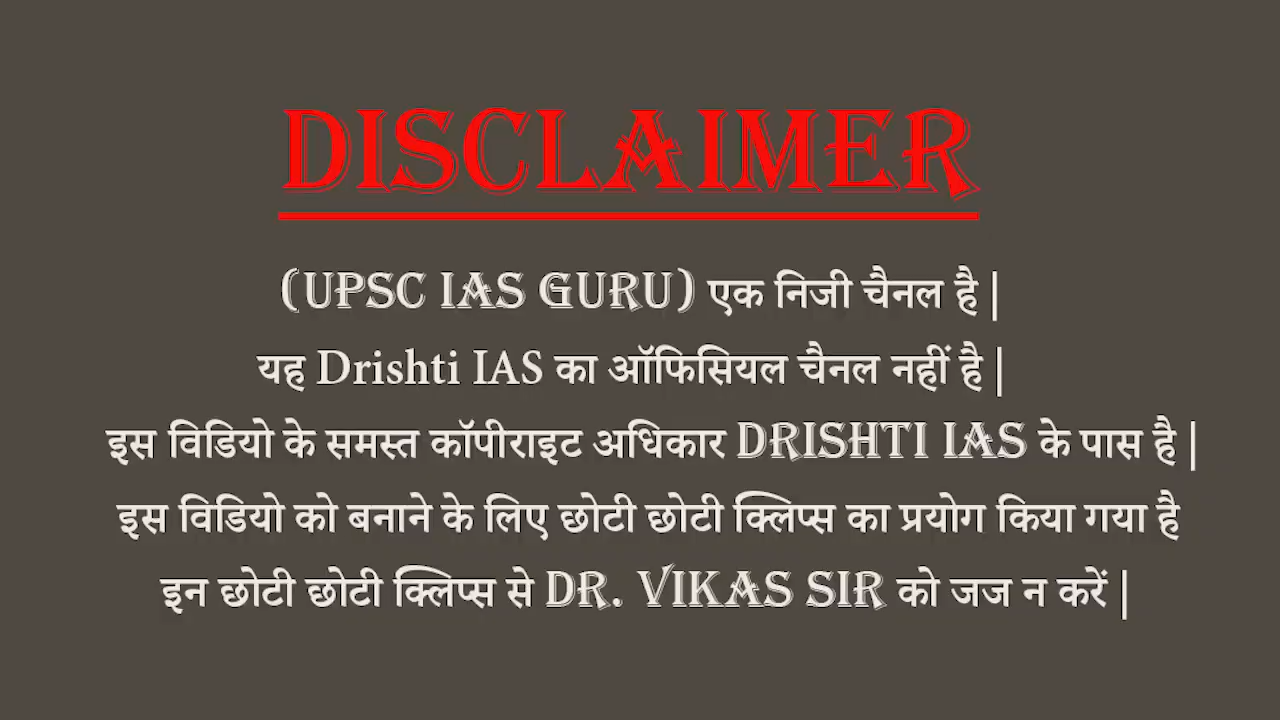 DISCLAIMER
(UPSC IAS GURU) एक निजी चैनल है |
यह Drishti IAS का ऑफिसियल चैनल नहीं है |
इस विडियो के समस्त कॉपीराइट अधिकार DRISHTI IAS के पास है |
इस विडियो को बनाने के लिए छोटी छोटी क्लिप्स का प्रयोग किया गया है
इन छोटी छोटी क्लिप्स से DR. VIKAS SIR को जज न करें |